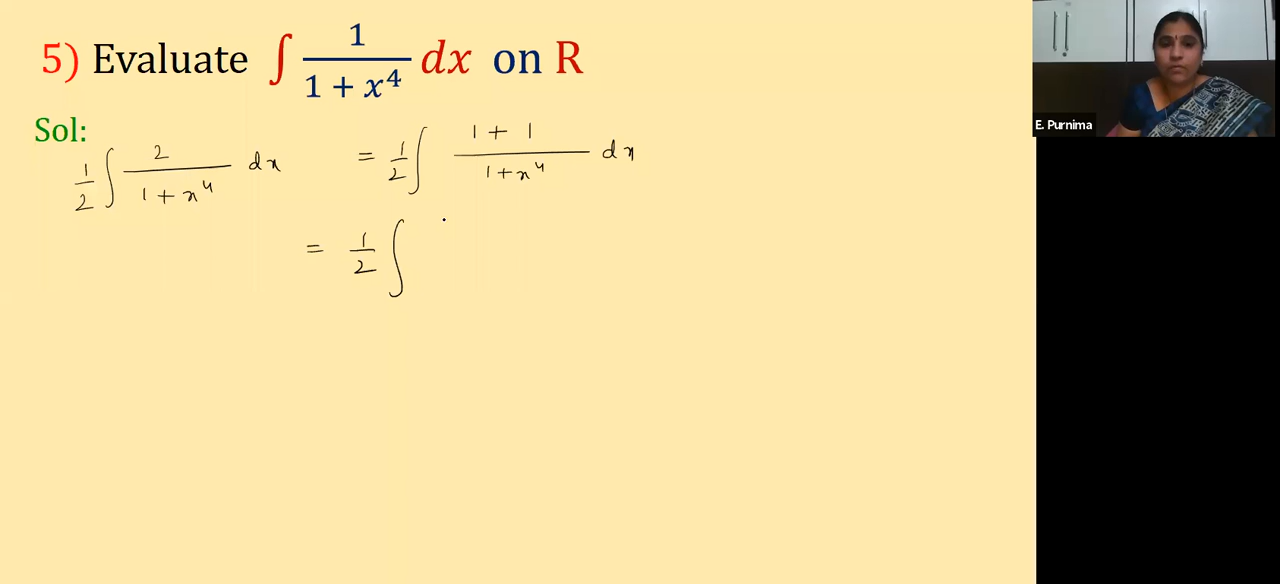 5) Evaluate ∫ 1/(1 + x⁴) dx on R
Sol:
1/2 ∫ 2/(1 + x⁴) dx = 1/2 ∫ (1 + 1)/(1 + x⁴) dx
= 1/2 ∫
E. Purnima